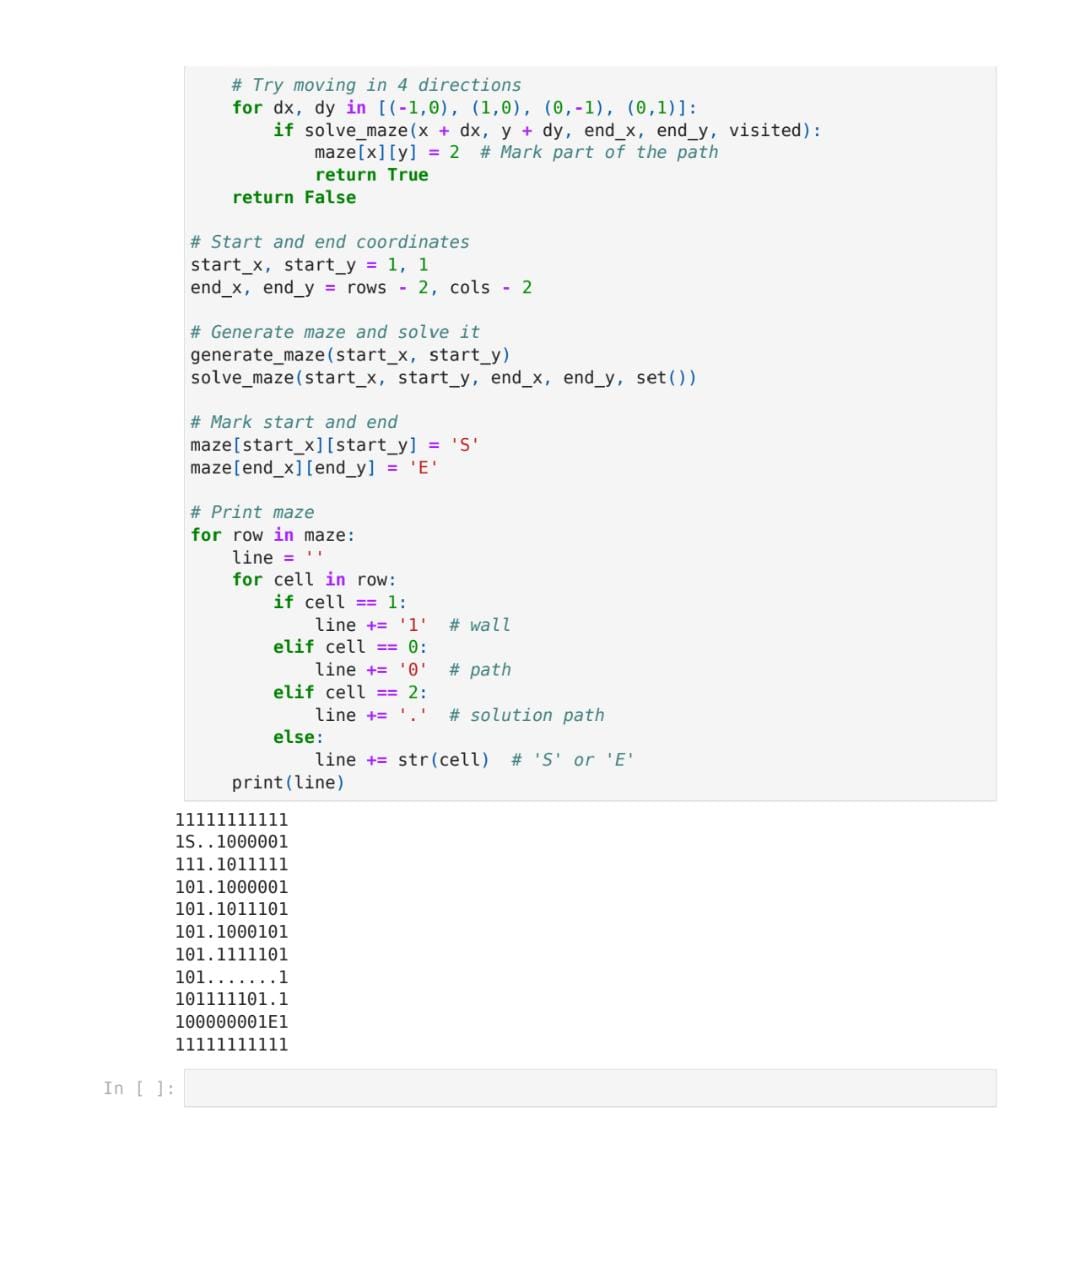 # Try moving in 4 directions
    for dx, dy in [(-1,0), (1,0), (0,-1), (0,1)]:
        if solve_maze(x + dx, y + dy, end_x, end_y, visited):
            maze[x][y] = 2  # Mark part of the path
            return True
    return False

# Start and end coordinates
start_x, start_y = 1, 1
end_x, end_y = rows - 2, cols - 2

# Generate maze and solve it
generate_maze(start_x, start_y)
solve_maze(start_x, start_y, end_x, end_y, set())

# Mark start and end
maze[start_x][start_y] = 'S'
maze[end_x][end_y] = 'E'

# Print maze
for row in maze:
    line = ''
    for cell in row:
        if cell == 1:
            line += '1'  # wall
        elif cell == 0:
            line += '0'  # path
        elif cell == 2:
            line += '.'  # solution path
        else:
            line += str(cell)  # 'S' or 'E'
    print(line)
11111111111
1S..1000001
111.1011111
101.1000001
101.1011101
101.1000101
101.1111101
101.......1
101111101.1
100000001E1
11111111111
In [ ]: